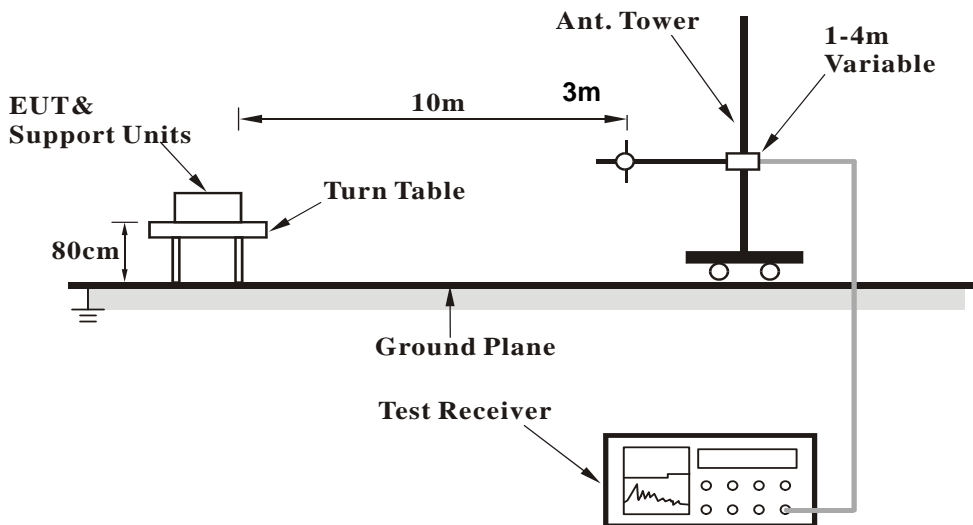 Ant. Tower
1-4m
Variable
3m
10m
EUT&
Support Units
Turn Table
80cm
Ground Plane
Test Receiver